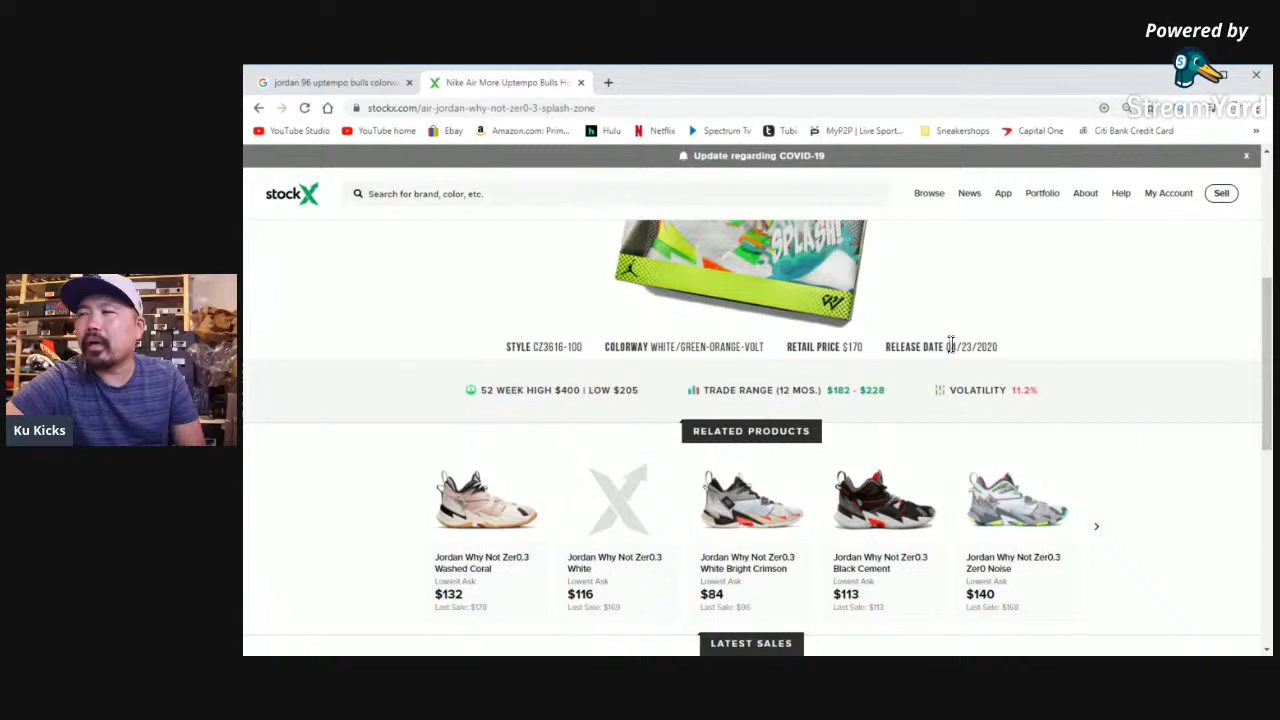 Powered by
StreamYard
jordan 96 uptempo bulls colorw
Nike Air More Uptempo Bulls Ho
stockx.com/air-jordan-why-not-zer0-3-splash-zone
YouTube Studio YouTube home Ebay Amazon.com: Prim... Hulu Netflix Spectrum Tv Tubi MyP2P | Live Sport... Sneakershops Capital One Citi Bank Credit Card
Update regarding COVID-19 x
stockX Search for brand, color, etc. Browse News App Portfolio About Help My Account Sell
SPLASH!
STYLE CZ3616-100 COLORWAY WHITE/GREEN-ORANGE-VOLT RETAIL PRICE $170 RELEASE DATE /23/2020
52 WEEK HIGH $400 | LOW $205 TRADE RANGE (12 MOS.) $182 - $228 VOLATILITY 11.2%
RELATED PRODUCTS
Jordan Why Not Zer0.3 Washed Coral
Lowest Ask
$132
Last Sale: $178
Jordan Why Not Zer0.3 White
Lowest Ask
$116
Last Sale: $169
Jordan Why Not Zer0.3 White Bright Crimson
Lowest Ask
$84
Last Sale: $96
Jordan Why Not Zer0.3 Black Cement
Lowest Ask
$113
Last Sale: $113
Jordan Why Not Zer0.3 Zer0 Noise
Lowest Ask
$140
Last Sale: $168
LATEST SALES
Ku Kicks